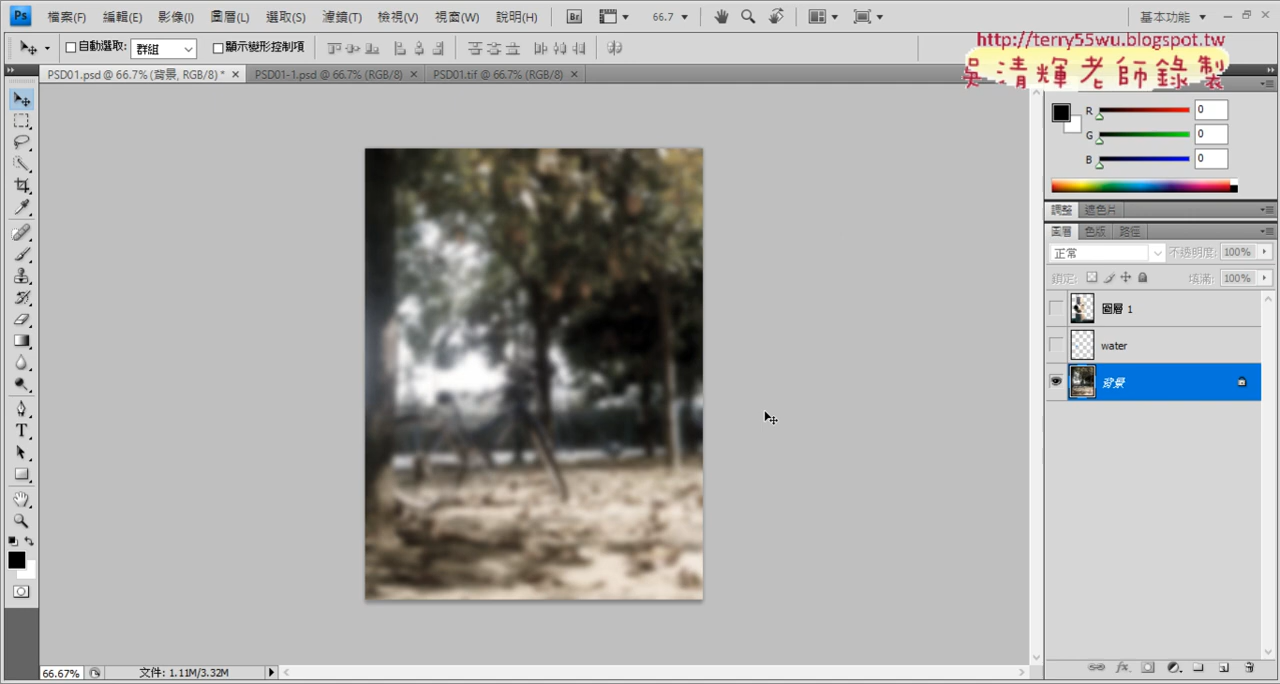 Ps 檔案(F) 編輯(E) 影像(I) 圖層(L) 選取(S) 濾鏡(T) 檢視(V) 視窗(W) 說明(H) Br 66.7 基本功能
自動選取: 群組 顯示變形控制項
http://terry55wu.blogspot.tw
吳清輝老師錄製
PSD01.psd @ 66.7% (背景, RGB/8) * PSD01-1.psd @ 66.7% (RGB/8) PSD01.tif @ 66.7% (RGB/8)
R 0
G 0
B 0
調整
圖層 色版 路徑
正常 不透明度: 100%
鎖定: 填滿: 100%
圖層 1
water
背景
T
fx
66.67% 文件: 1.11M/3.32M